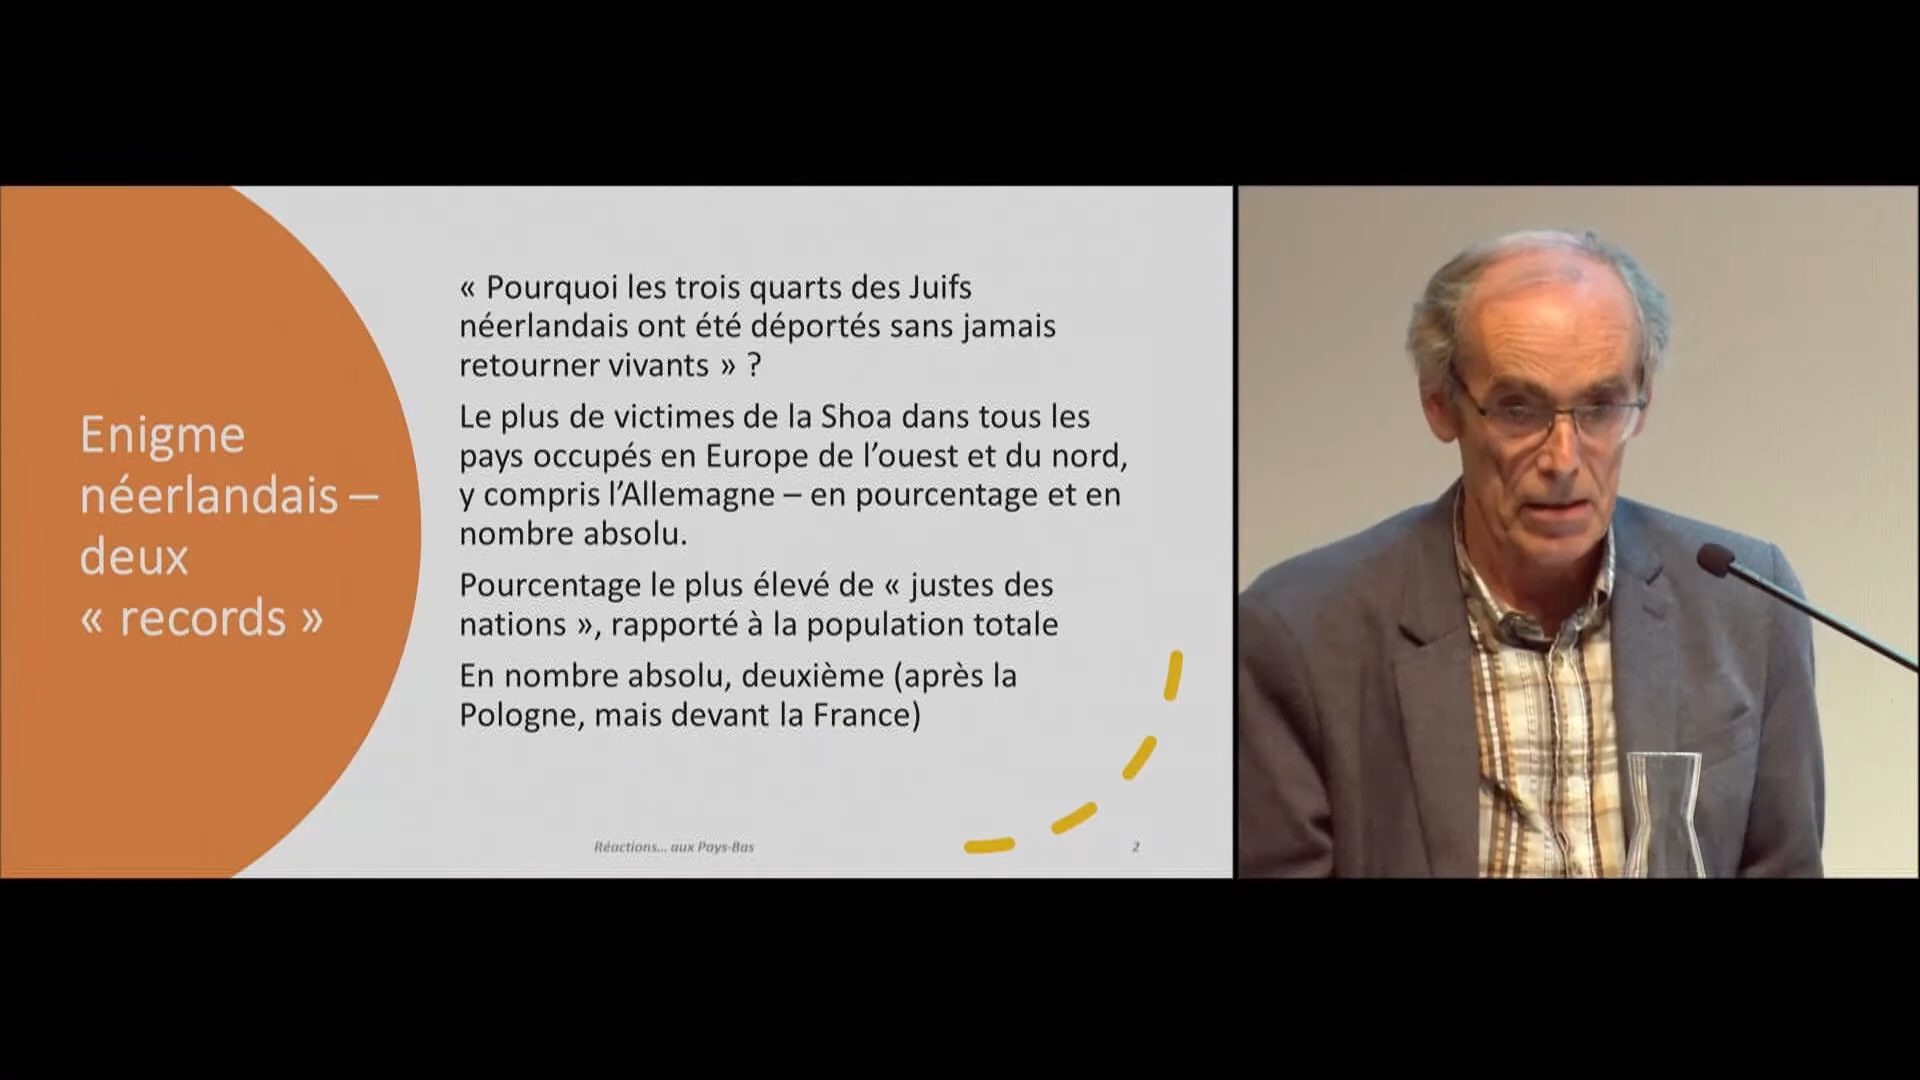 Enigme
néerlandais –
deux
« records »
« Pourquoi les trois quarts des Juifs
néerlandais ont été déportés sans jamais
retourner vivants » ?
Le plus de victimes de la Shoa dans tous les
pays occupés en Europe de l’ouest et du nord,
y compris l’Allemagne – en pourcentage et en
nombre absolu.
Pourcentage le plus élevé de « justes des
nations », rapporté à la population totale
En nombre absolu, deuxième (après la
Pologne, mais devant la France)
Réactions... aux Pays-Bas
2